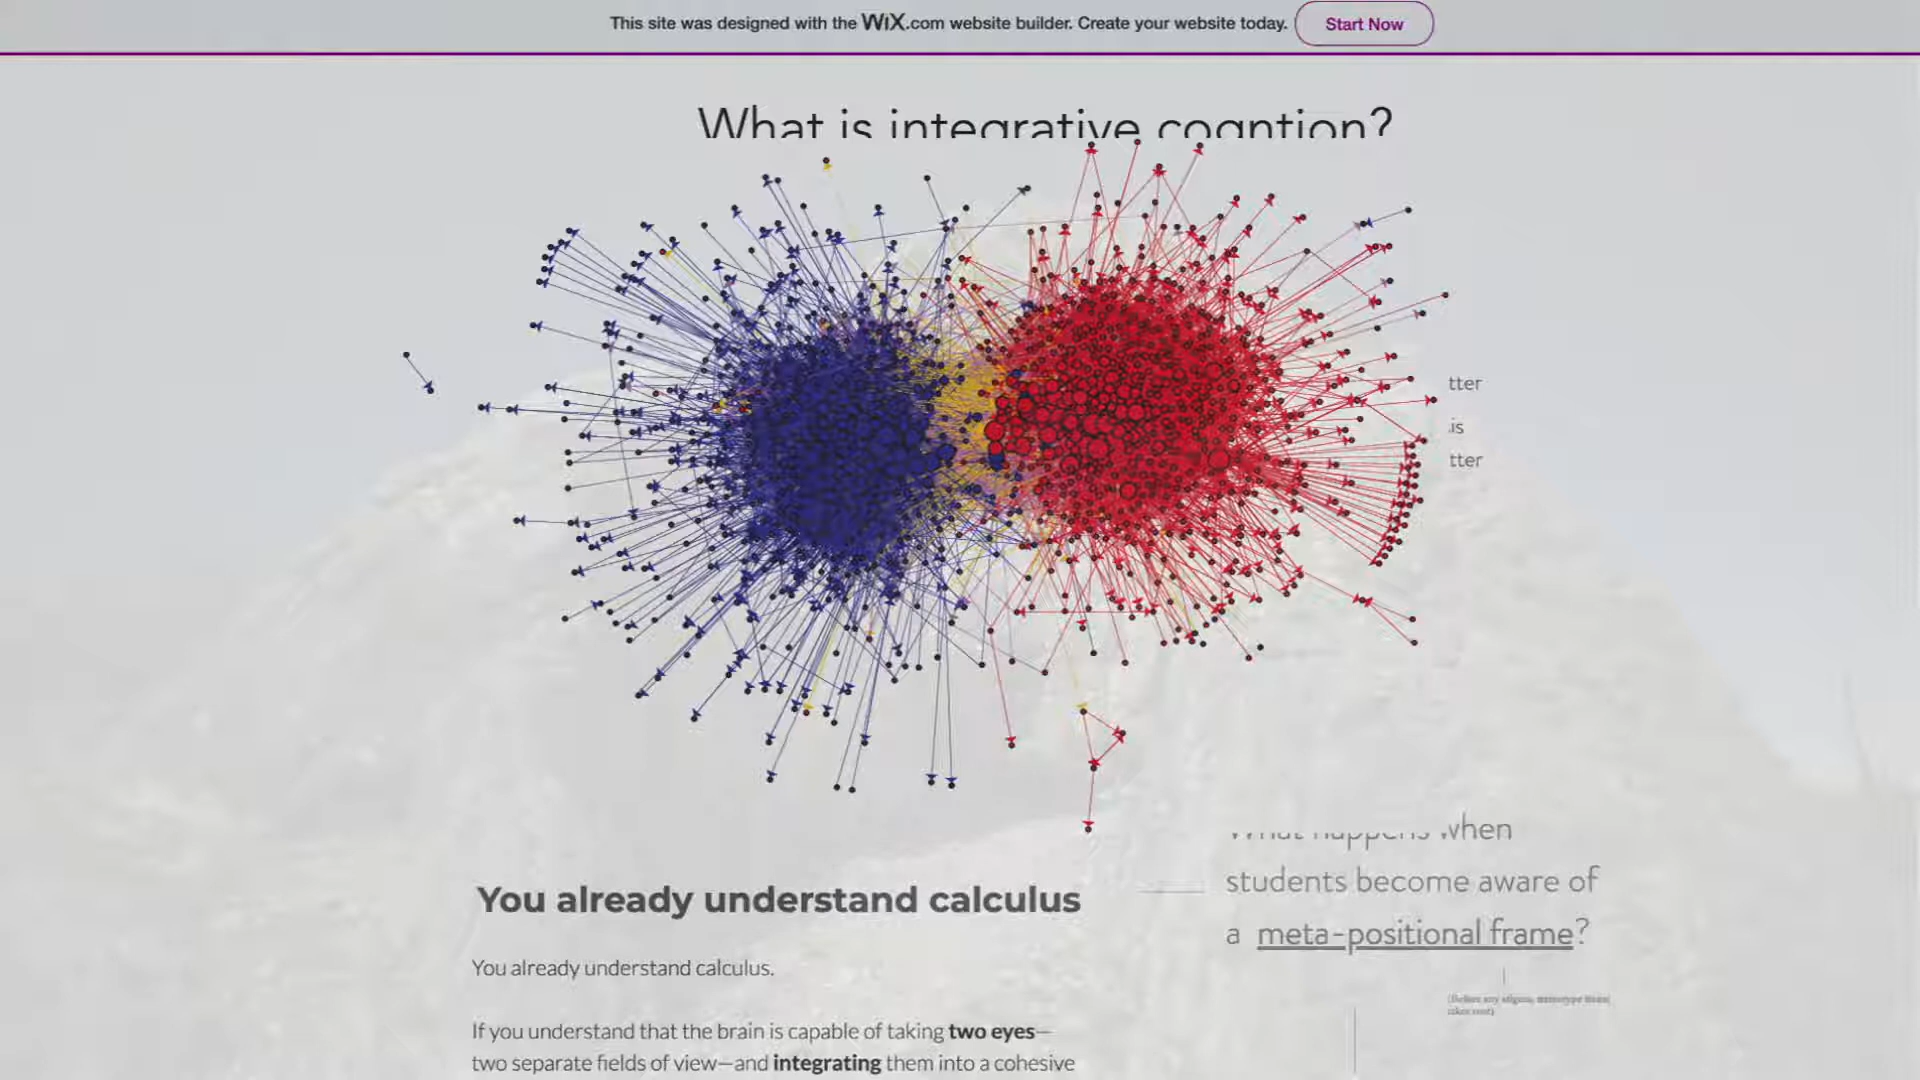 This site was designed with the WiX.com website builder. Create your website today. Start Now
What is integrative cogntion?
tter
is
tter
when
students become aware of
a meta-positional frame?
You already understand calculus
You already understand calculus.
If you understand that the brain is capable of taking two eyes—
two separate fields of view—and integrating them into a cohesive